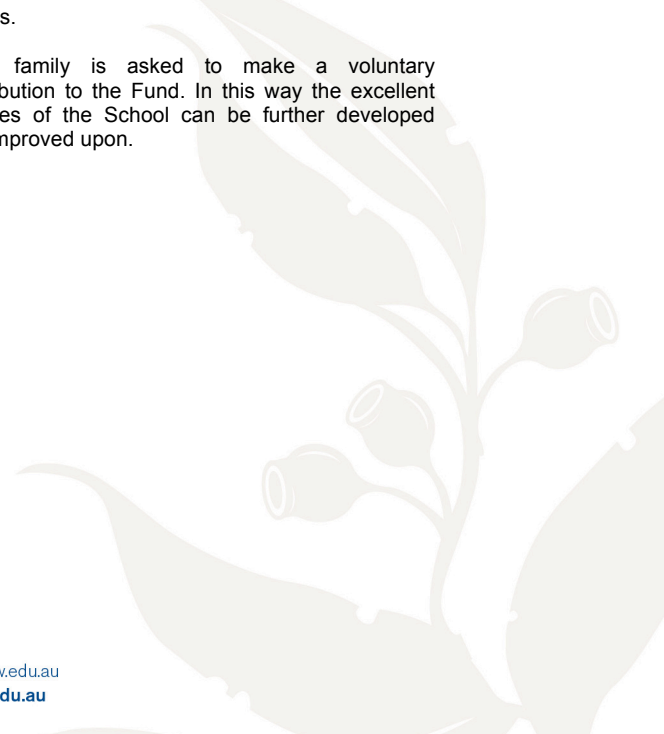 s.
family is asked to make a voluntary
bution to the Fund. In this way the excellent
es of the School can be further developed
mproved upon.
w.edu.au
du.au